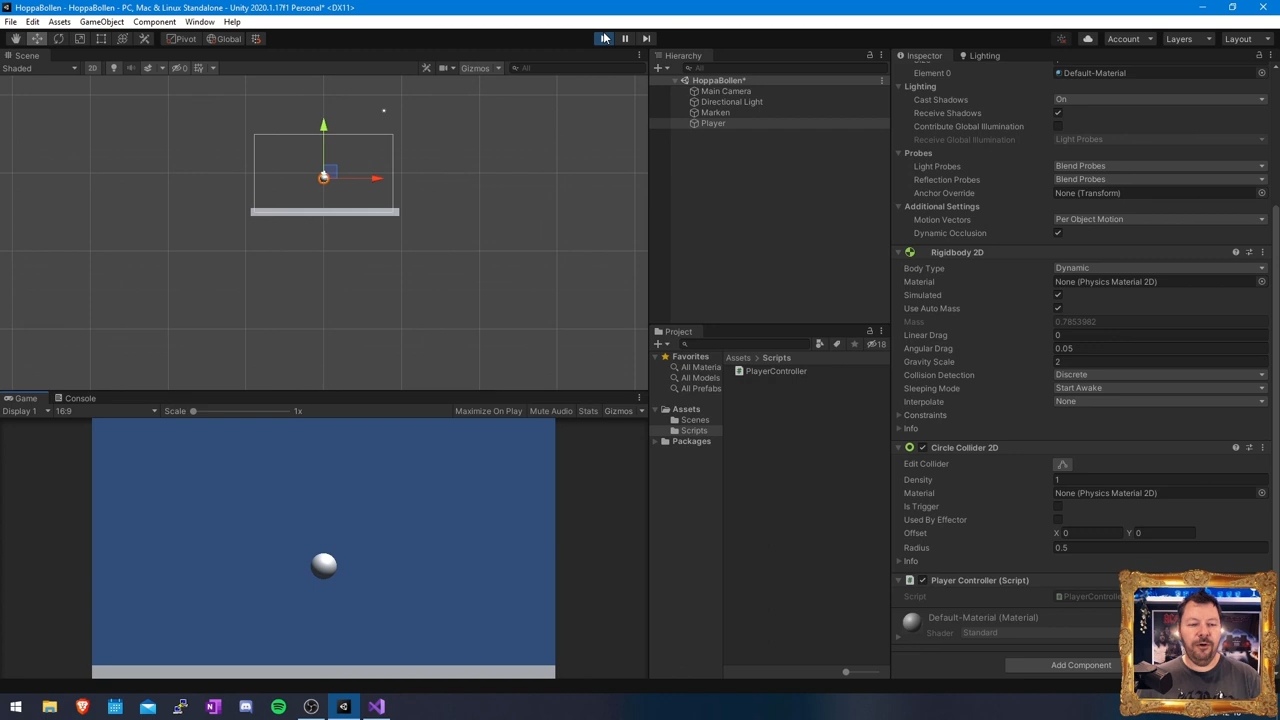 HoppaBollen - HoppaBollen - PC, Mac & Linux Standalone - Unity 2020.1.17f1 Personal* <DX11>
File Edit Assets GameObject Component Window Help
Pivot Global Account Layers Layout
Scene
Shaded 2D 0 Gizmos All
Hierarchy
All
HoppaBollen*
Main Camera
Directional Light
Marken
Player
Project
18
Favorites
All Materia
All Models
All Prefabs
Assets
Scenes
Scripts
Packages
Assets Scripts
PlayerController
Game Console
Display 1 16:9 Scale 1x Maximize On Play Mute Audio Stats Gizmos
Inspector Lighting
Element 0 Default-Material
Lighting
Cast Shadows On
Receive Shadows
Contribute Global Illumination
Receive Global Illumination Light Probes
Probes
Light Probes Blend Probes
Reflection Probes Blend Probes
Anchor Override None (Transform)
Additional Settings
Motion Vectors Per Object Motion
Dynamic Occlusion
Rigidbody 2D
Body Type Dynamic
Material None (Physics Material 2D)
Simulated
Use Auto Mass
Mass 0.7853982
Linear Drag 0
Angular Drag 0.05
Gravity Scale 2
Collision Detection Discrete
Sleeping Mode Start Awake
Interpolate None
Constraints
Info
Circle Collider 2D
Edit Collider
Density 1
Material None (Physics Material 2D)
Is Trigger
Used By Effector
Offset X 0 Y 0
Radius 0.5
Info
Player Controller (Script)
Script PlayerControlle
Default-Material (Material)
Shader Standard
Add Component